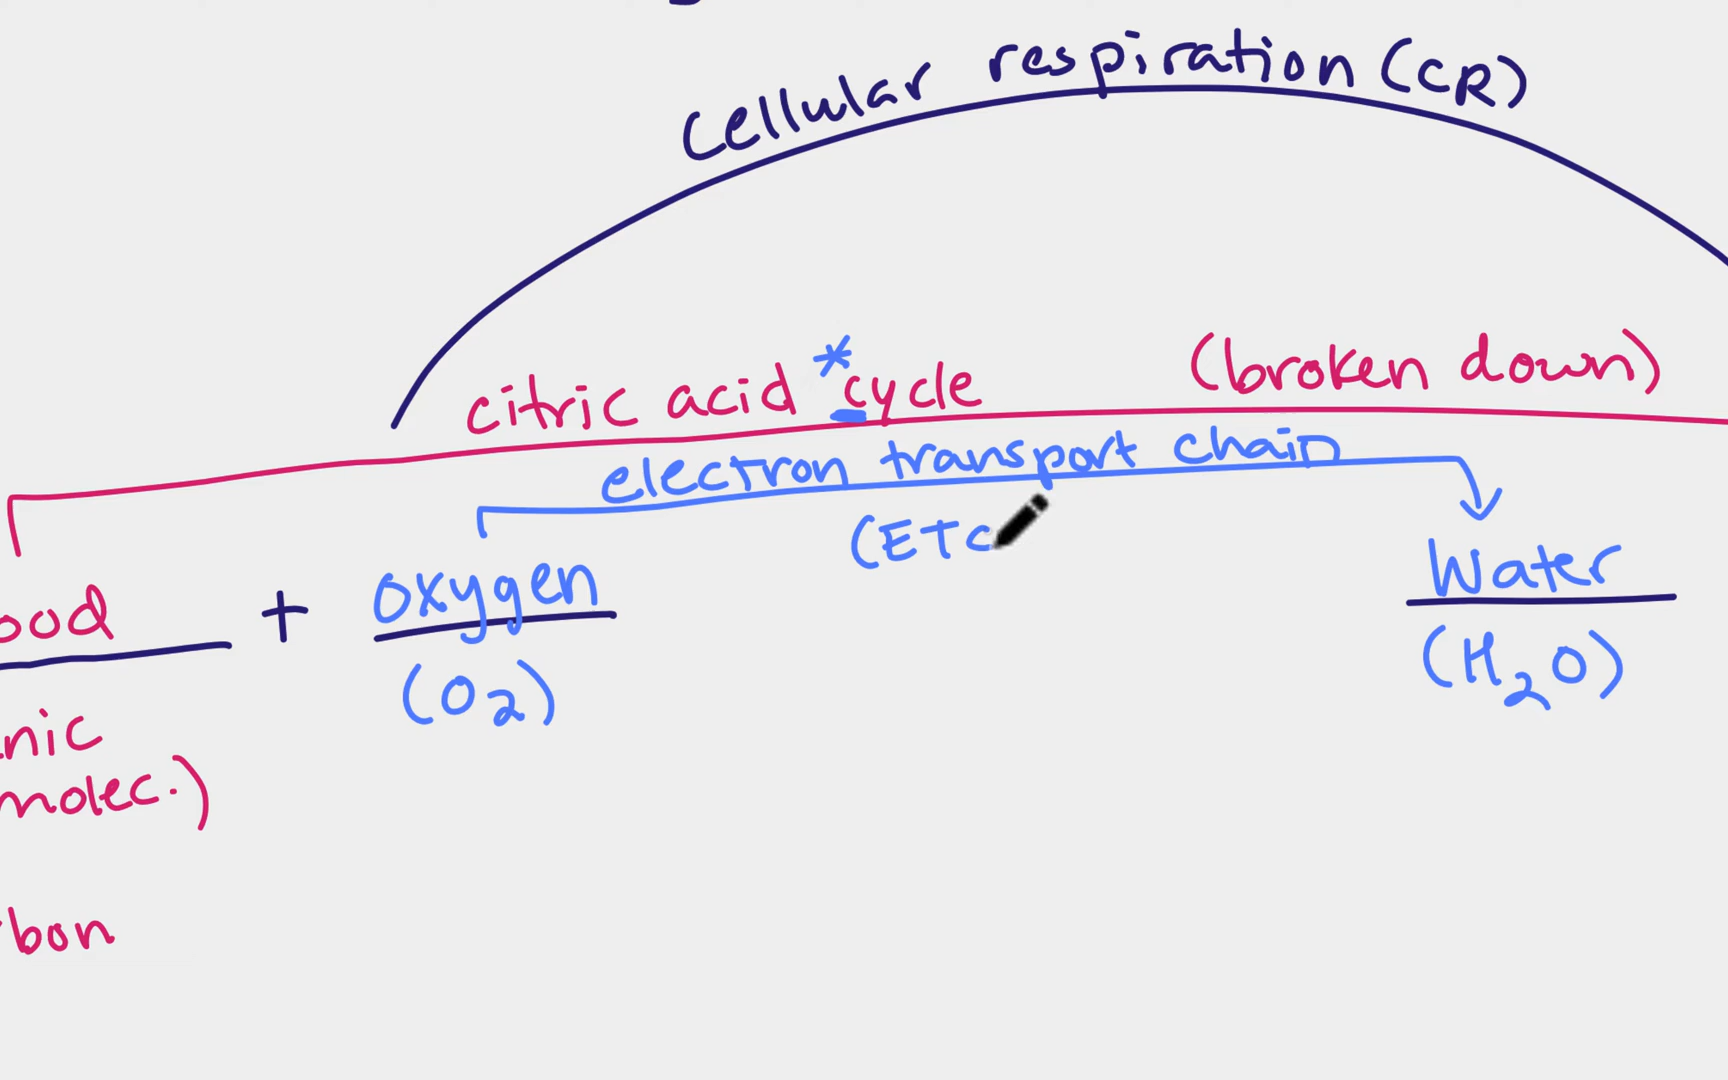 Cellular respiration (CR)
citric acid *cycle (broken down)
electron transport chain
(ETC
ood + oxygen Water
(O2) (H2O)
nic
molec.)
bon